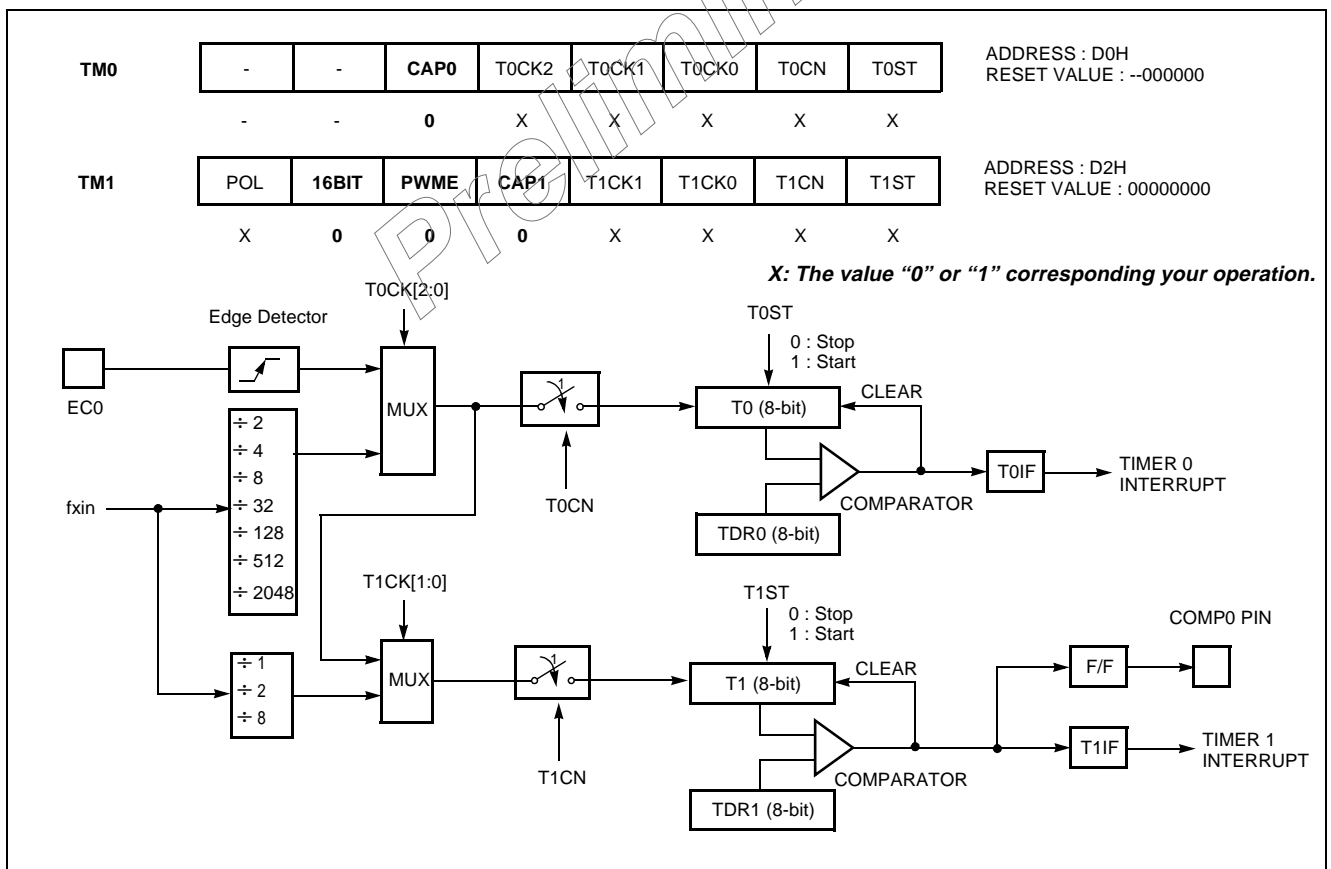 Preliminary
TM0
-
-
CAP0
T0CK2
T0CK1
T0CK0
T0CN
T0ST
ADDRESS : D0H
RESET VALUE : --000000
-
-
0
X
X
X
X
X
TM1
POL
16BIT
PWME
CAP1
T1CK1
T1CK0
T1CN
T1ST
ADDRESS : D2H
RESET VALUE : 00000000
X
0
0
0
X
X
X
X
X: The value “0” or “1” corresponding your operation.
T0CK[2:0]
Edge Detector
T0ST
0 : Stop
1 : Start
EC0
MUX
1
T0 (8-bit)
CLEAR
÷ 2
÷ 4
÷ 8
÷ 32
÷ 128
÷ 512
÷ 2048
fxin
T0CN
COMPARATOR
T0IF
TIMER 0
INTERRUPT
TDR0 (8-bit)
T1CK[1:0]
T1ST
0 : Stop
1 : Start
COMP0 PIN
÷ 1
÷ 2
÷ 8
MUX
1
T1 (8-bit)
CLEAR
F/F
T1CN
COMPARATOR
T1IF
TIMER 1
INTERRUPT
TDR1 (8-bit)